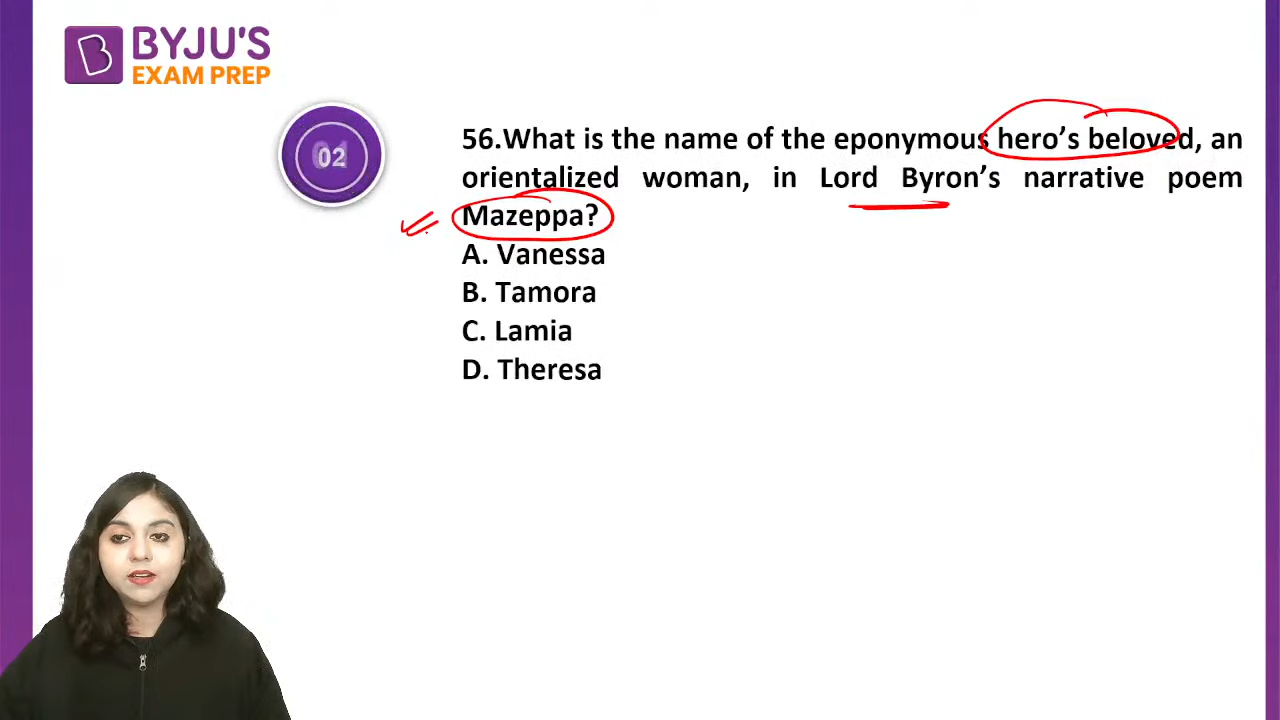 BYJU'S
EXAM PREP
02
56.What is the name of the eponymous hero’s beloved, an
orientalized woman, in Lord Byron’s narrative poem
Mazeppa?
A. Vanessa
B. Tamora
C. Lamia
D. Theresa